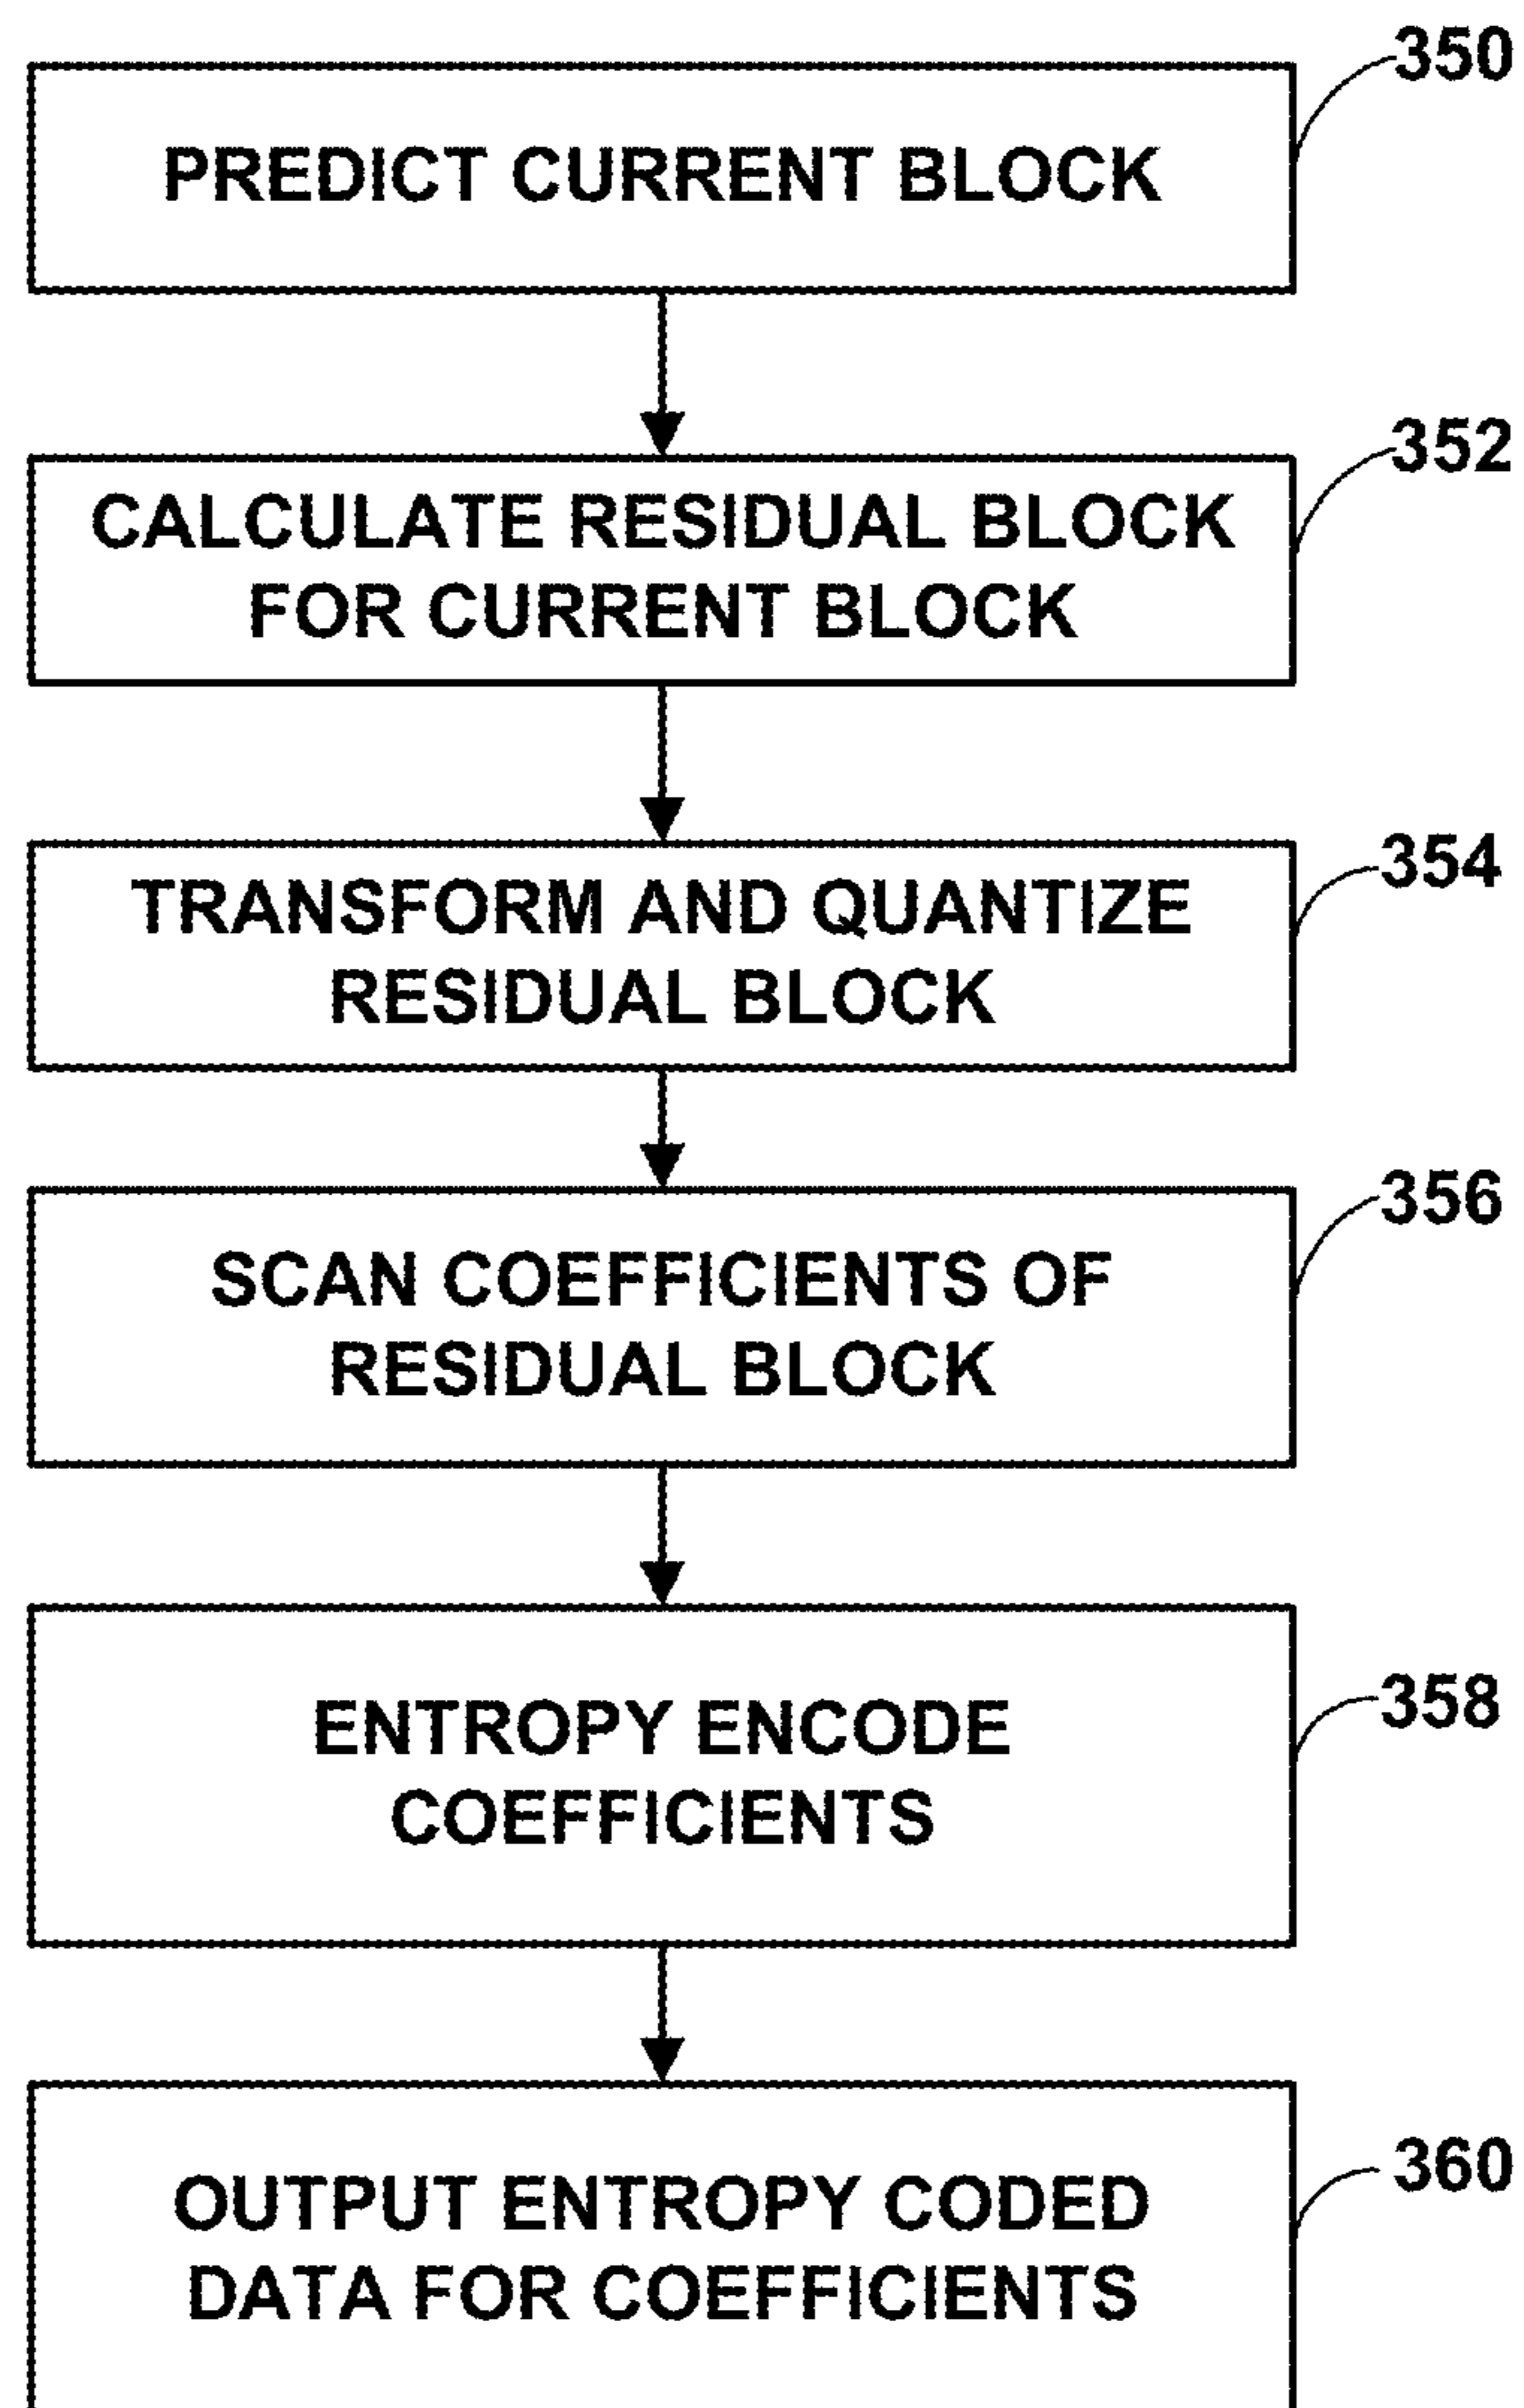 350
PREDICT CURRENT BLOCK
352
CALCULATE RESIDUAL BLOCK
FOR CURRENT BLOCK
354
TRANSFORM AND QUANTIZE
RESIDUAL BLOCK
356
SCAN COEFFICIENTS OF
RESIDUAL BLOCK
358
ENTROPY ENCODE
COEFFICIENTS
360
OUTPUT ENTROPY CODED
DATA FOR COEFFICIENTS